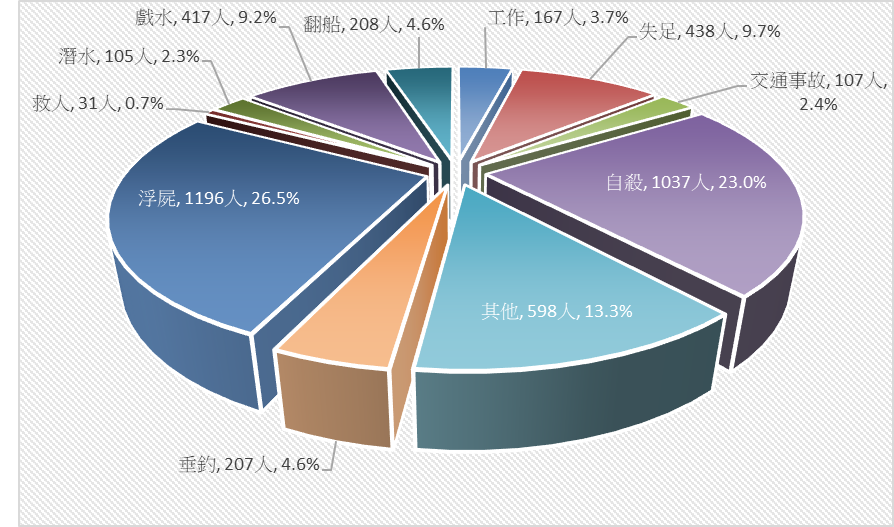 戲水, 417人, 9.2%
翻船, 208人, 4.6%
工作, 167人, 3.7%
失足, 438人, 9.7%
潛水, 105人, 2.3%
交通事故, 107人,
2.4%
救人, 31人, 0.7%
自殺, 1037人, 23.0%
浮屍, 1196人, 26.5%
其他, 598人, 13.3%
垂釣, 207人, 4.6%